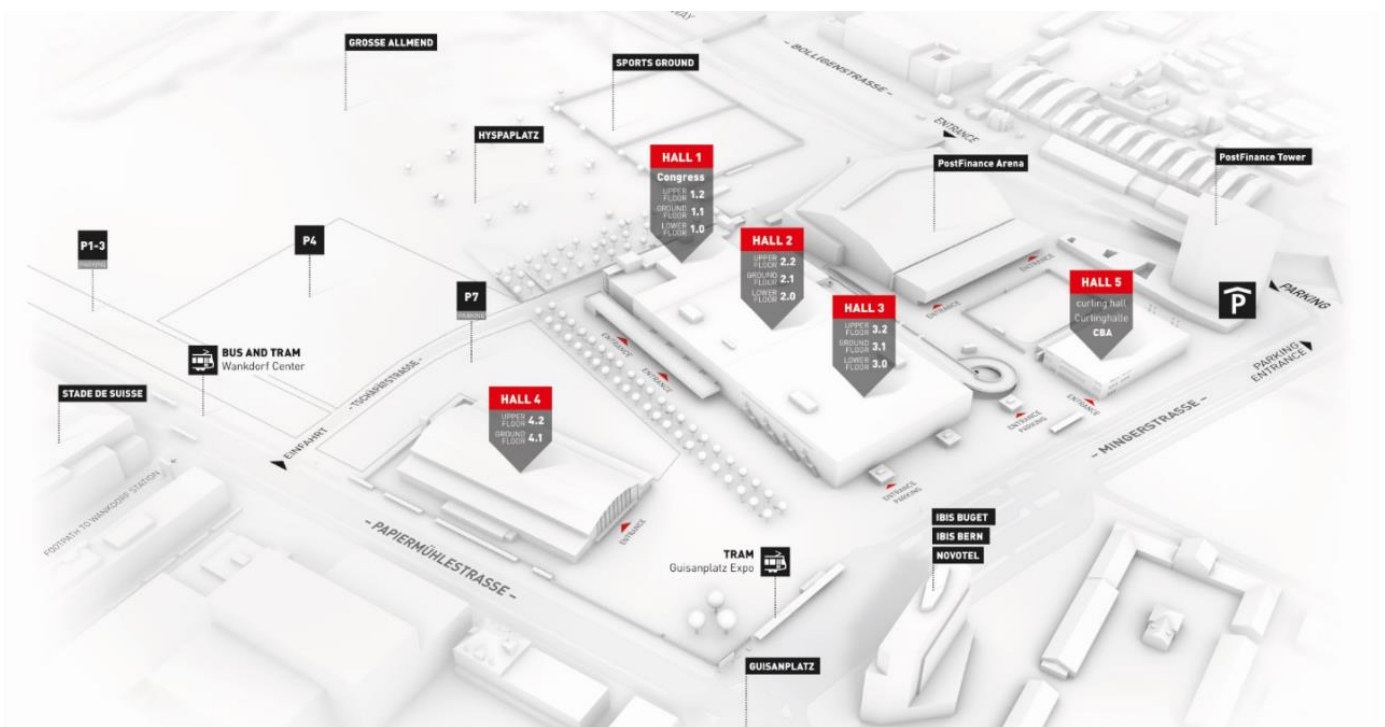 WAY
GROSSE ALLMEND
- BOLLIGENSTRASSE -
SPORTS GROUND
ENTRANCE
HYSPAPLATZ
HALL 1
Congress
UPPER FLOOR 1.2
GROUND FLOOR 1.1
LOWER FLOOR 1.0
PostFinance Arena
PostFinance Tower
P1-3
PARKING
P4
HALL 2
UPPER FLOOR 2.2
GROUND FLOOR 2.1
LOWER FLOOR 2.0
ENTRANCE
HALL 5
curling hall
Curlinghalle
CBA
P
PARKING
P7
PARKING
HALL 3
UPPER FLOOR 3.2
GROUND FLOOR 3.1
LOWER FLOOR 3.0
ENTRANCE
ENTRANCE
ENTRANCE
BUS AND TRAM
Wankdorf Center
- TSCHÄPÄTSTRASSE -
PARKING
ENTRANCE
STADE DE SUISSE
HALL 4
UPPER FLOOR 4.2
GROUND FLOOR 4.1
ENTRANCE
PARKING
ENTRANCE
- MINGERSTRASSE -
EINFAHRT
FOOTPATH TO WANKDORF STATION
ENTRANCE
PARKING
- PAPIERMÜHLESTRASSE -
ENTRANCE
IBIS BUGET
IBIS BERN
NOVOTEL
TRAM
Guisanplatz Expo
GUISANPLATZ